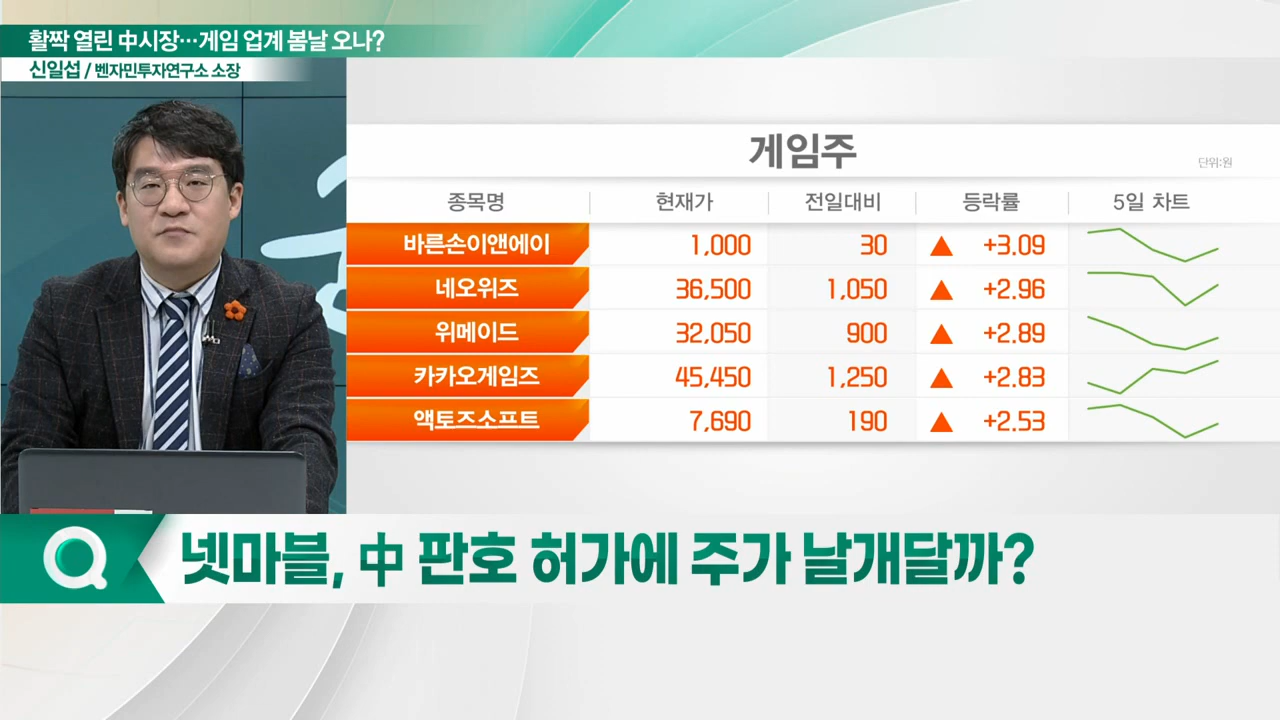 활짝 열린 中시장…게임 업계 봄날 오나?
신일섭 / 벤자민투자연구소 소장
게임주
단위:원
종목명 현재가 전일대비 등락률 5일 차트
바른손이앤에이 1,000 30 ▲ +3.09
네오위즈 36,500 1,050 ▲ +2.96
위메이드 32,050 900 ▲ +2.89
카카오게임즈 45,450 1,250 ▲ +2.83
액토즈소프트 7,690 190 ▲ +2.53
Q 넷마블, 中 판호 허가에 주가 날개달까?